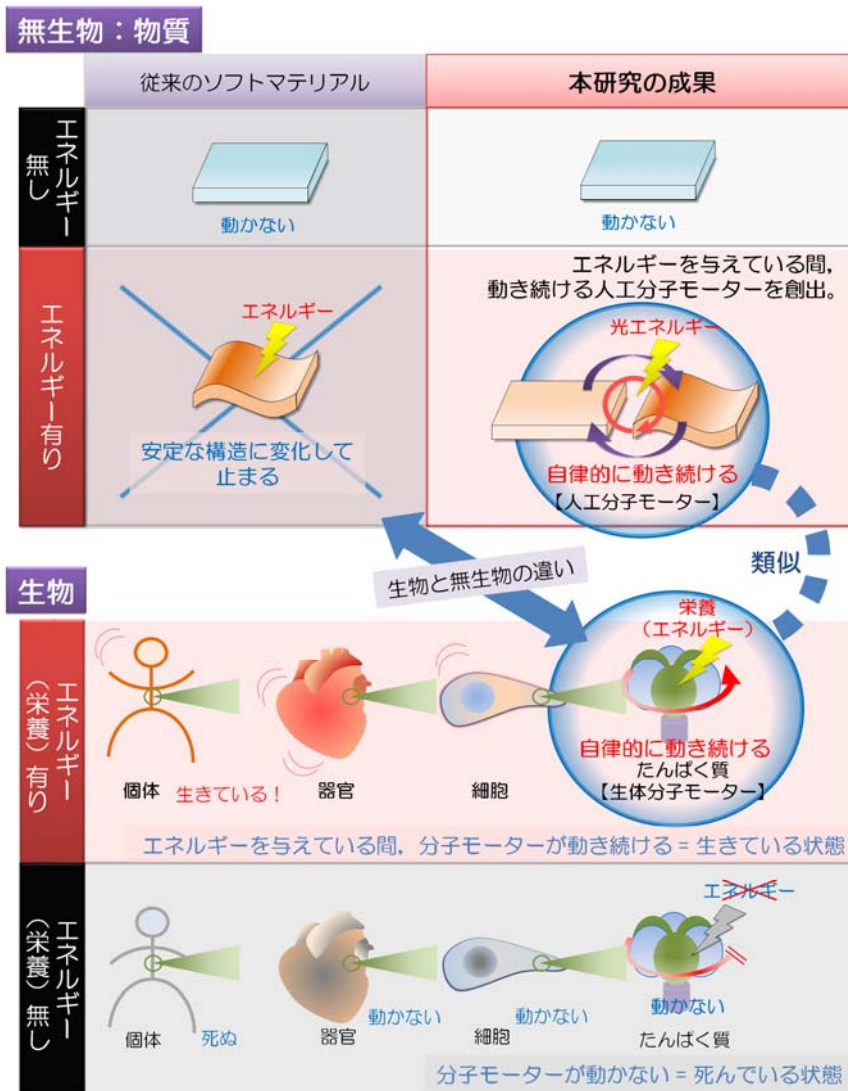 無生物：物質
従来のソフトマテリアル
本研究の成果
エネルギー
無し
動かない
動かない
エネルギー有り
エネルギー
安定な構造に変化して
止まる
エネルギーを与えている間，
動き続ける人工分子モーターを創出。
光エネルギー
自律的に動き続ける
【人工分子モーター】
生物と無生物の違い
類似
生物
エネルギー
（栄養）有り
個体
生きている！
器官
細胞
栄養
（エネルギー）
自律的に動き続ける
たんぱく質
【生体分子モーター】
エネルギーを与えている間，分子モーターが動き続ける = 生きている状態
エネルギー
（栄養）無し
個体
死ぬ
器官
動かない
細胞
動かない
エネルギー
動かない
たんぱく質
分子モーターが動かない = 死んでいる状態